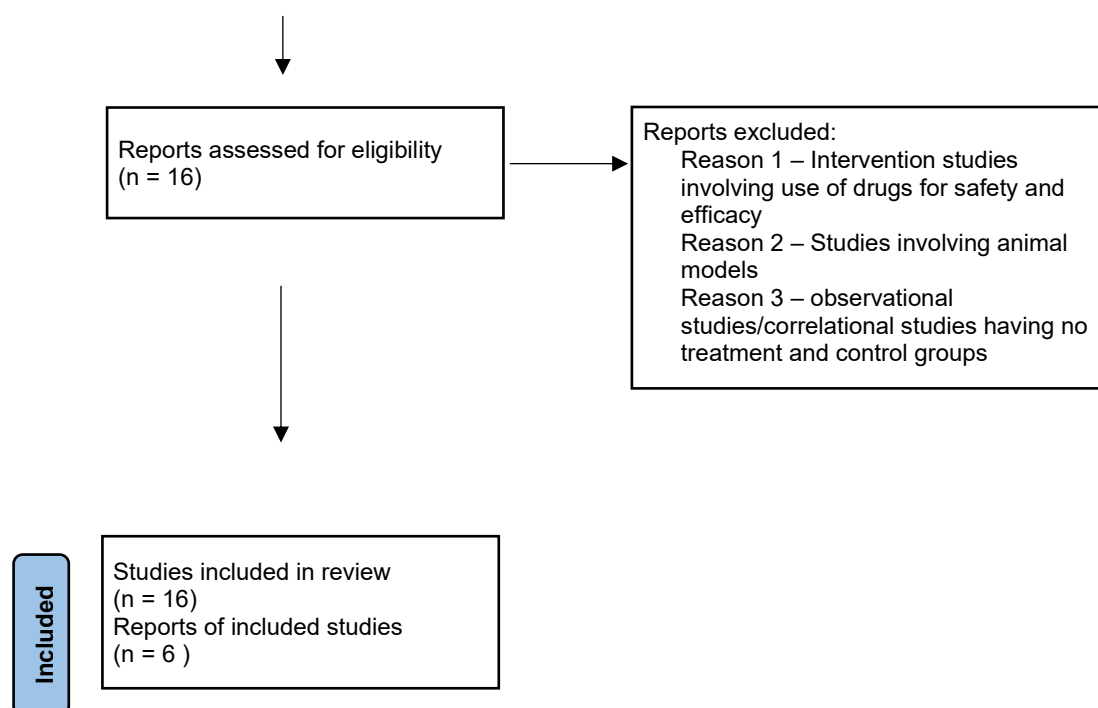 Reports assessed for eligibility
(n = 16)
Reports excluded:
Reason 1 – Intervention studies
involving use of drugs for safety and
efficacy
Reason 2 – Studies involving animal
models
Reason 3 – observational
studies/correlational studies having no
treatment and control groups
Studies included in review
(n = 16)
Reports of included studies
(n = 6 )
Included